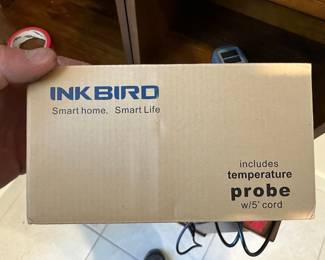 INKBIRD
Smart home. Smart Life
includes
temperature
probe
w/5' cord